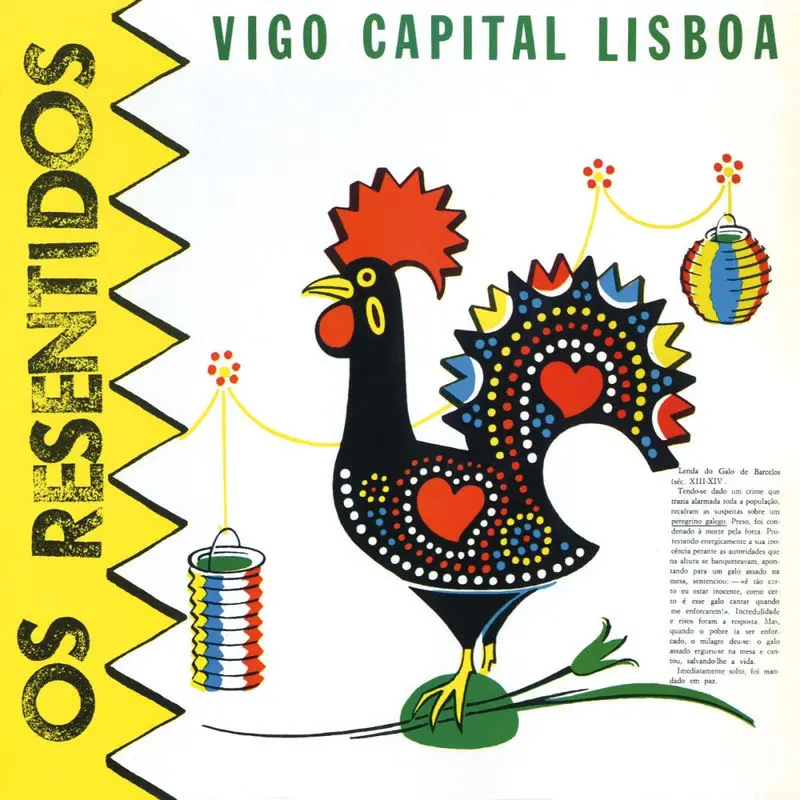 VIGO CAPITAL LISBOA
OS RESENTIDOS
Lenda do Galo de Barcelos
(séc. XIII-XIV.
Tendo-se dado um crime que
trazia alarmada toda a população,
recaíram as suspeitas sobre um
peregrino galego. Preso, foi con-
denado à morte pela forca. Pro-
testando energicamente a sua ino-
cência perante as autoridades que
na altura se banqueteavam, apon-
tando para um galo assado na
mesa, sentenciou: — «é tão cer-
to eu estar inocente, como cer-
to é esse galo cantar quando
me enforcarem!». Incredulidade
e risos foram a resposta. Mas,
quando o pobre ia ser enfor-
cado, o milagre deu-se: o galo
assado ergueu-se na mesa e can-
tou, salvando-lhe a vida.
Imediatamente solto, foi man-
dado em paz.